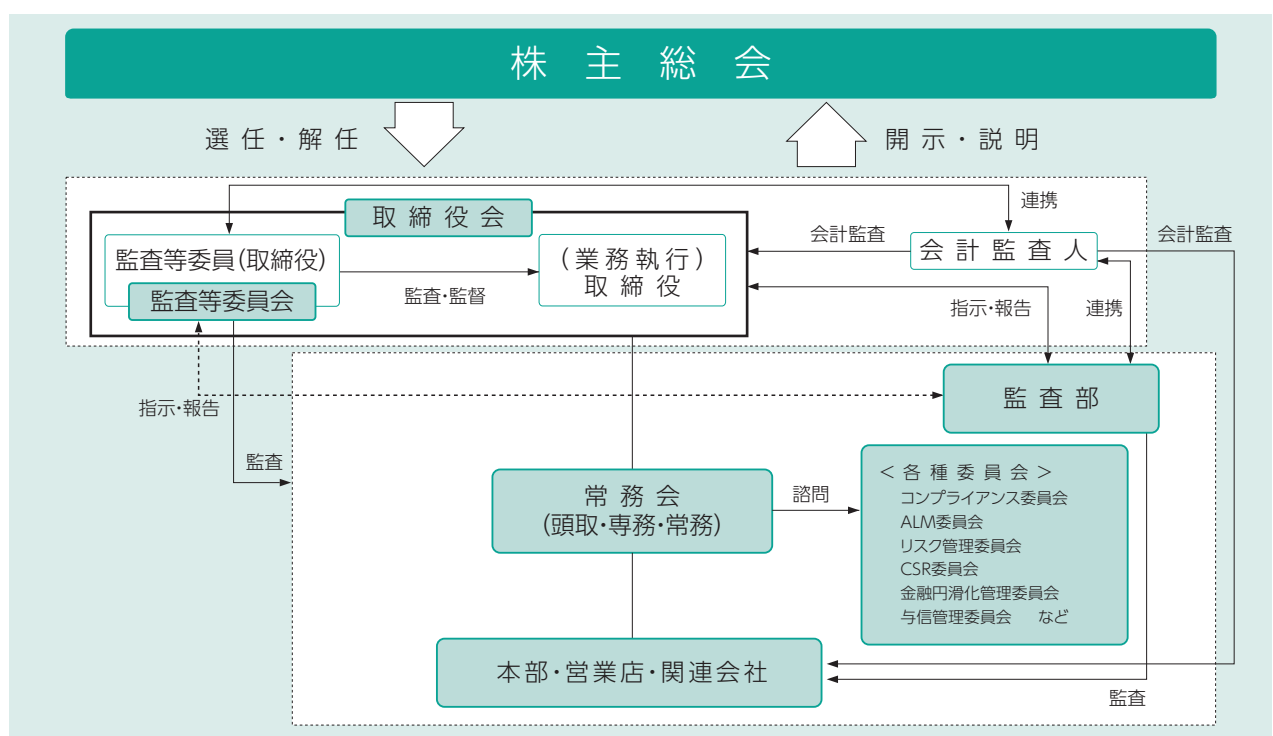 株主総会
選任・解任
開示・説明
連携
取締役会
監査等委員(取締役)
監査等委員会
監査・監督
(業務執行)
取締役
会計監査
会計監査人
会計監査
指示・報告
連携
指示・報告
監査部
監査
常務会
(頭取・専務・常務)
諮問
<各種委員会>
コンプライアンス委員会
ALM委員会
リスク管理委員会
CSR委員会
金融円滑化管理委員会
与信管理委員会 など
本部・営業店・関連会社
監査